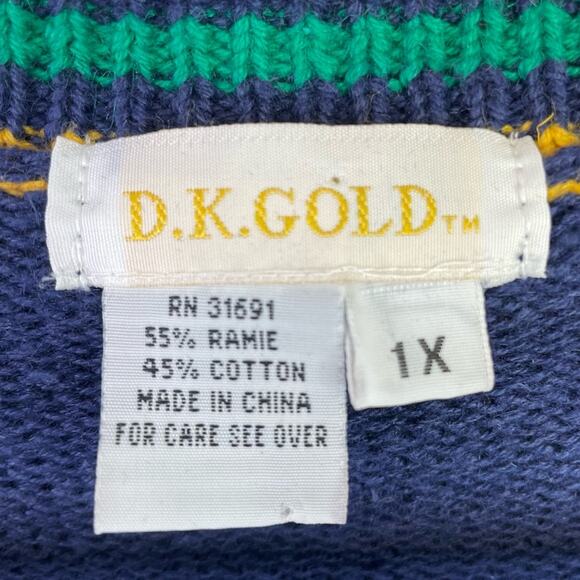 D.K.GOLD™
RN 31691
55% RAMIE
45% COTTON
MADE IN CHINA
FOR CARE SEE OVER
1X